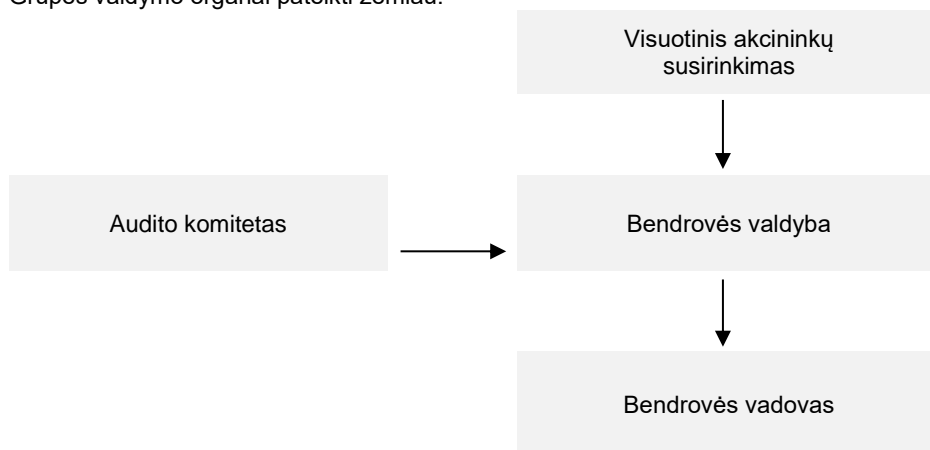 Grupės valdymo organai pateikti žemiau:
Visuotinis akcininkų
susirinkimas
Audito komitetas
Bendrovės valdyba
Bendrovės vadovas